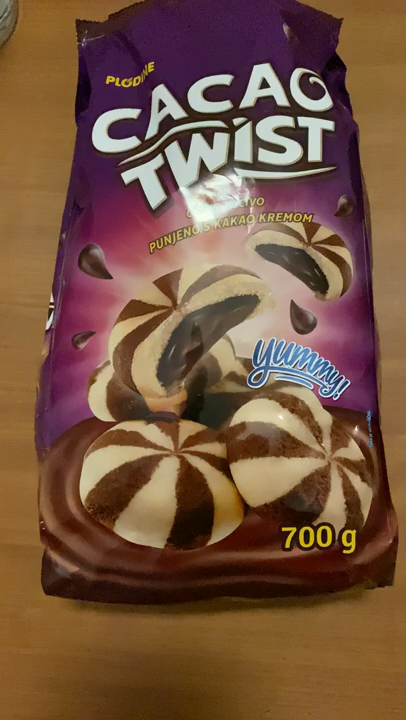 PLODINE
CACAO
TWIST
PUNJENO S KAKAO KREMOM
yummy!
700 g